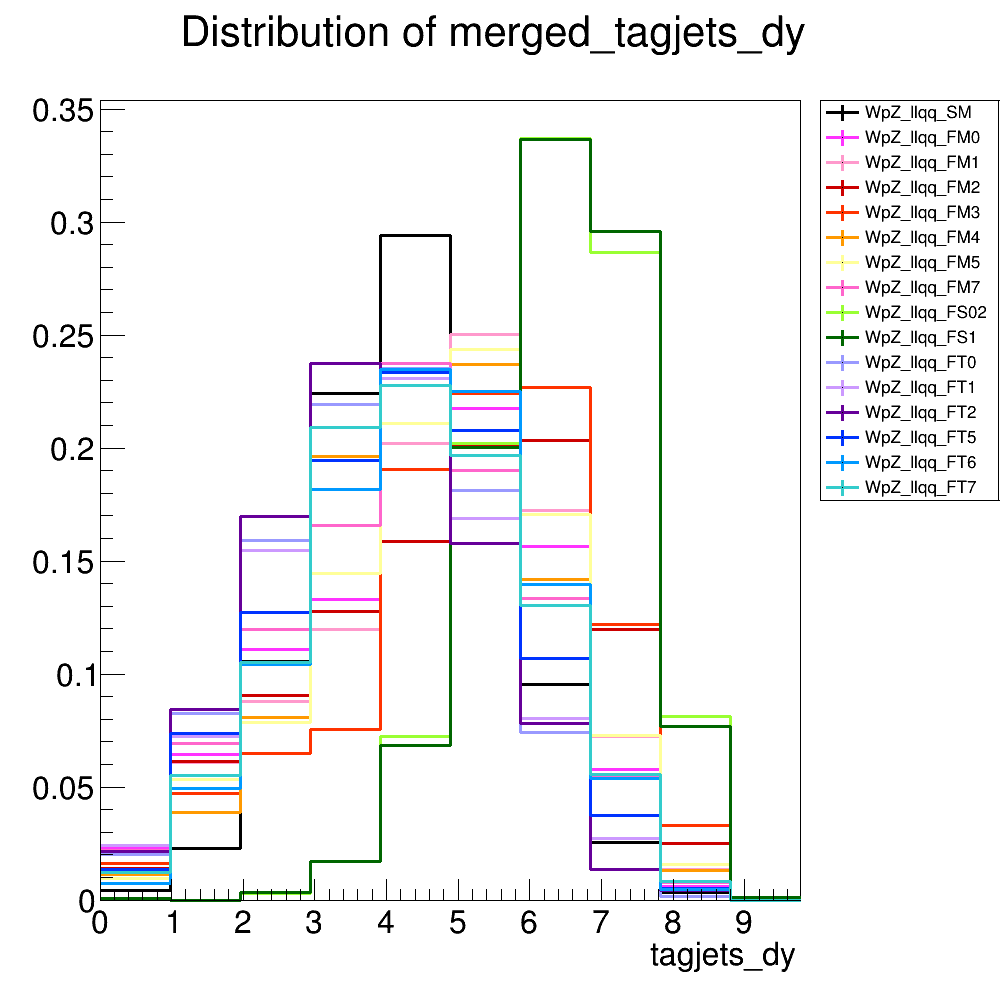 Distribution of merged_tagjets_dy
0.35
0.3
0.25
0.2
0.15
0.1
0.05
0
0 1 2 3 4 5 6 7 8 9
tagjets_dy
WpZ_llqq_SM
WpZ_llqq_FM0
WpZ_llqq_FM1
WpZ_llqq_FM2
WpZ_llqq_FM3
WpZ_llqq_FM4
WpZ_llqq_FM5
WpZ_llqq_FM7
WpZ_llqq_FS02
WpZ_llqq_FS1
WpZ_llqq_FT0
WpZ_llqq_FT1
WpZ_llqq_FT2
WpZ_llqq_FT5
WpZ_llqq_FT6
WpZ_llqq_FT7